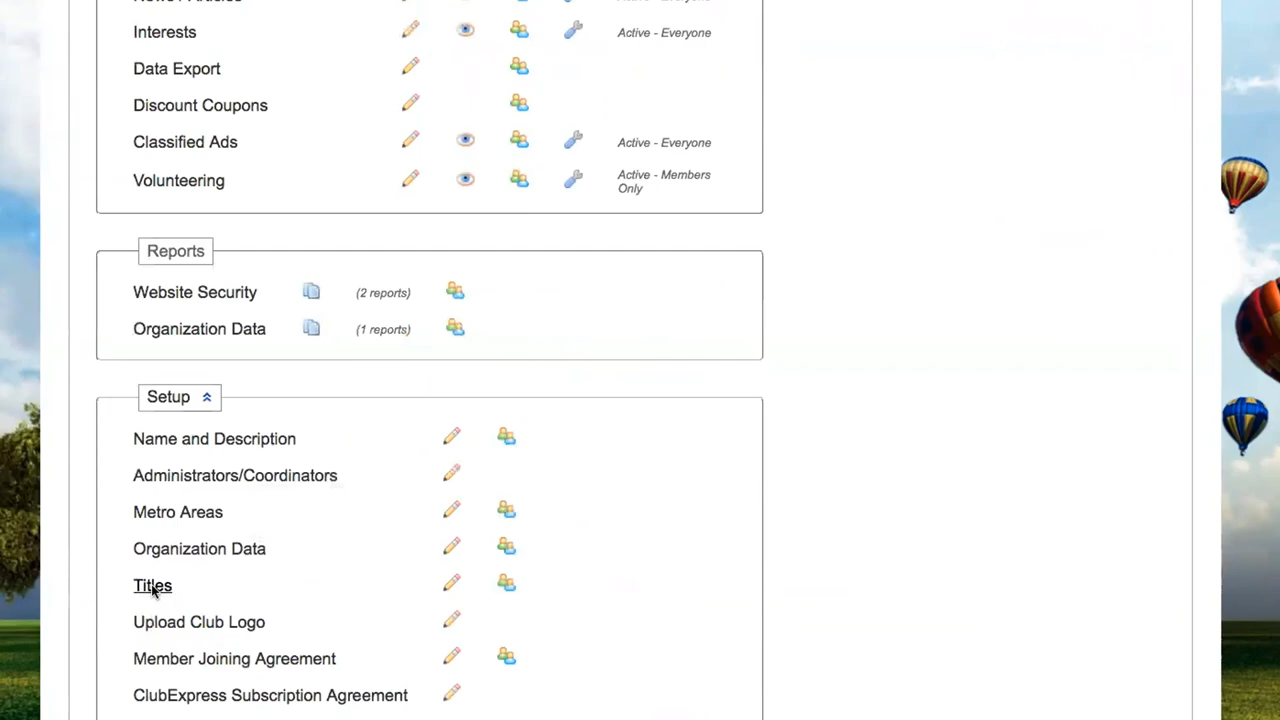 Interests Active - Everyone
Data Export
Discount Coupons
Classified Ads Active - Everyone
Volunteering Active - Members
Only
Reports
Website Security (2 reports)
Organization Data (1 reports)
Setup
Name and Description
Administrators/Coordinators
Metro Areas
Organization Data
Titles
Upload Club Logo
Member Joining Agreement
ClubExpress Subscription Agreement